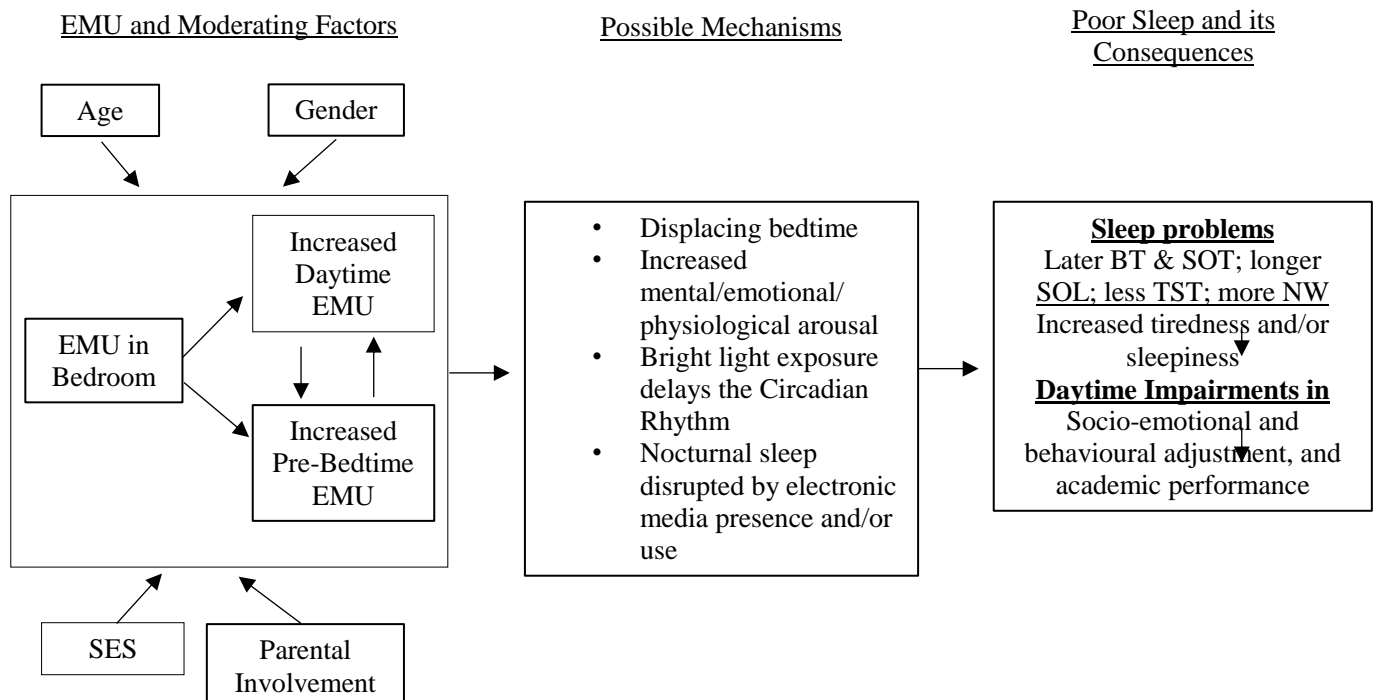 EMU and Moderating Factors
Possible Mechanisms
Poor Sleep and its
Consequences
Age
Gender
EMU in
Bedroom
Increased
Daytime
EMU
Increased
Pre-Bedtime
EMU
SES
Parental
Involvement
• Displacing bedtime
• Increased
mental/emotional/
physiological arousal
• Bright light exposure
delays the Circadian
Rhythm
• Nocturnal sleep
disrupted by electronic
media presence and/or
use
Sleep problems
Later BT & SOT; longer
SOL; less TST; more NW
Increased tiredness and/or
sleepiness
Daytime Impairments in
Socio-emotional and
behavioural adjustment, and
academic performance